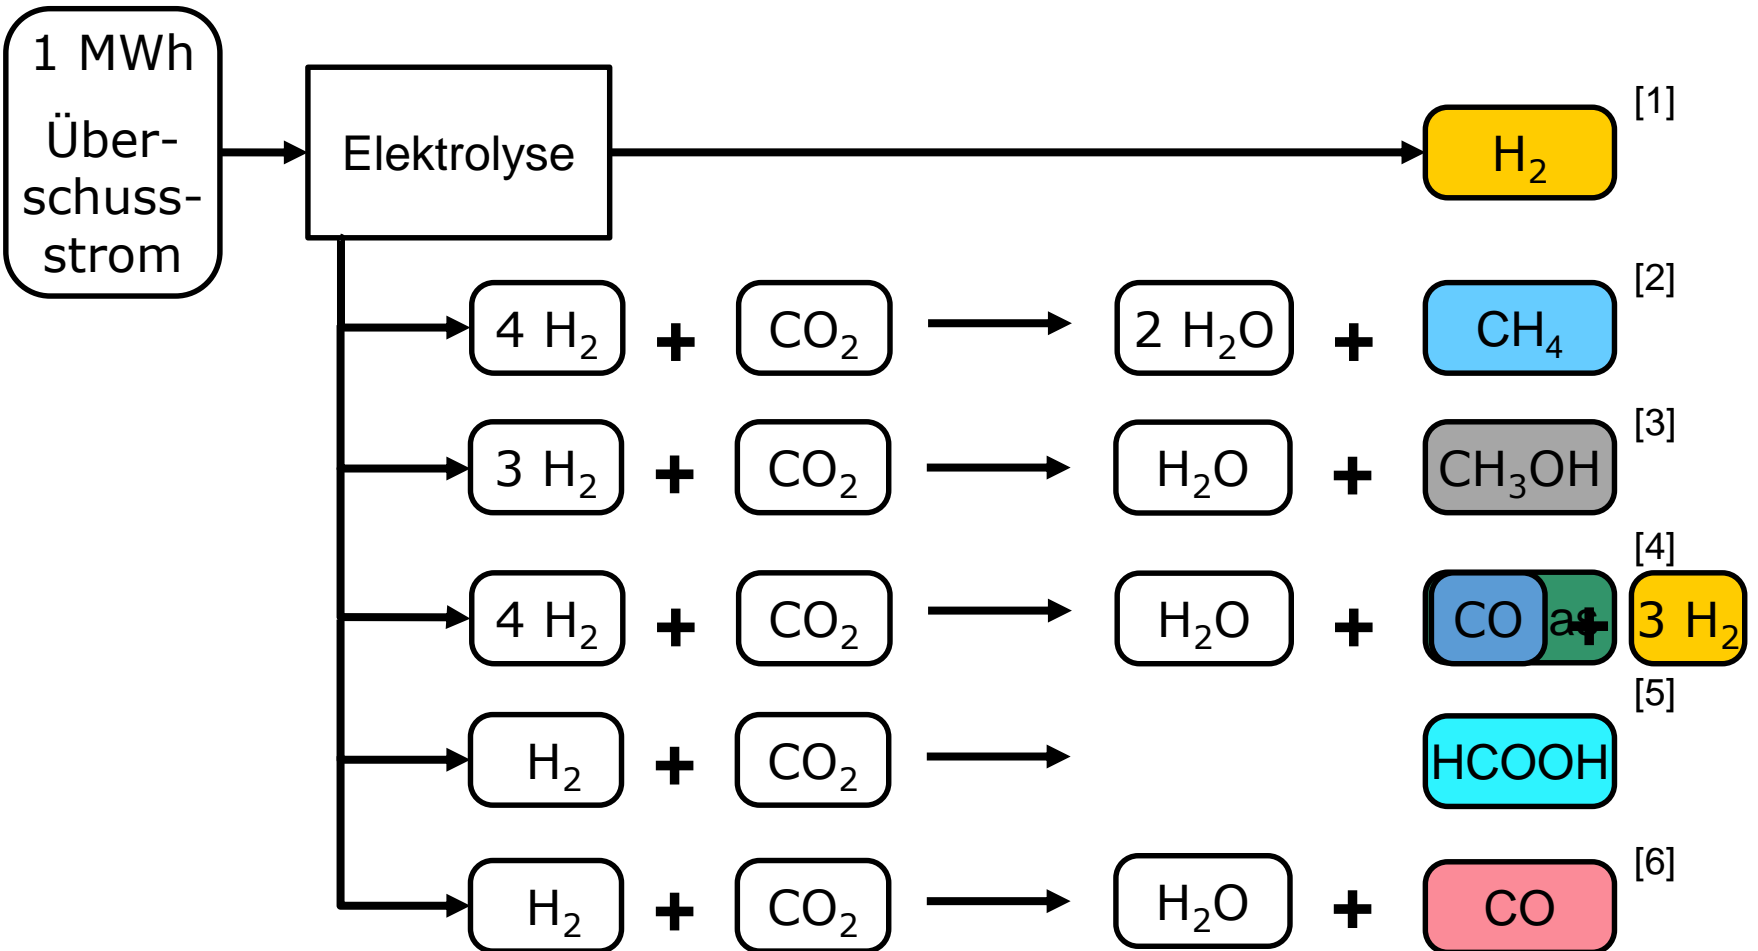 1 MWh
Über-
schuss-
strom
Elektrolyse
H₂
[1]
4 H₂ + CO₂ 2 H₂O + CH₄
[2]
3 H₂ + CO₂ H₂O + CH₃OH
[3]
4 H₂ + CO₂ H₂O + CO + 3 H₂
[4]
H₂ + CO₂ HCOOH
[5]
H₂ + CO₂ H₂O + CO
[6]